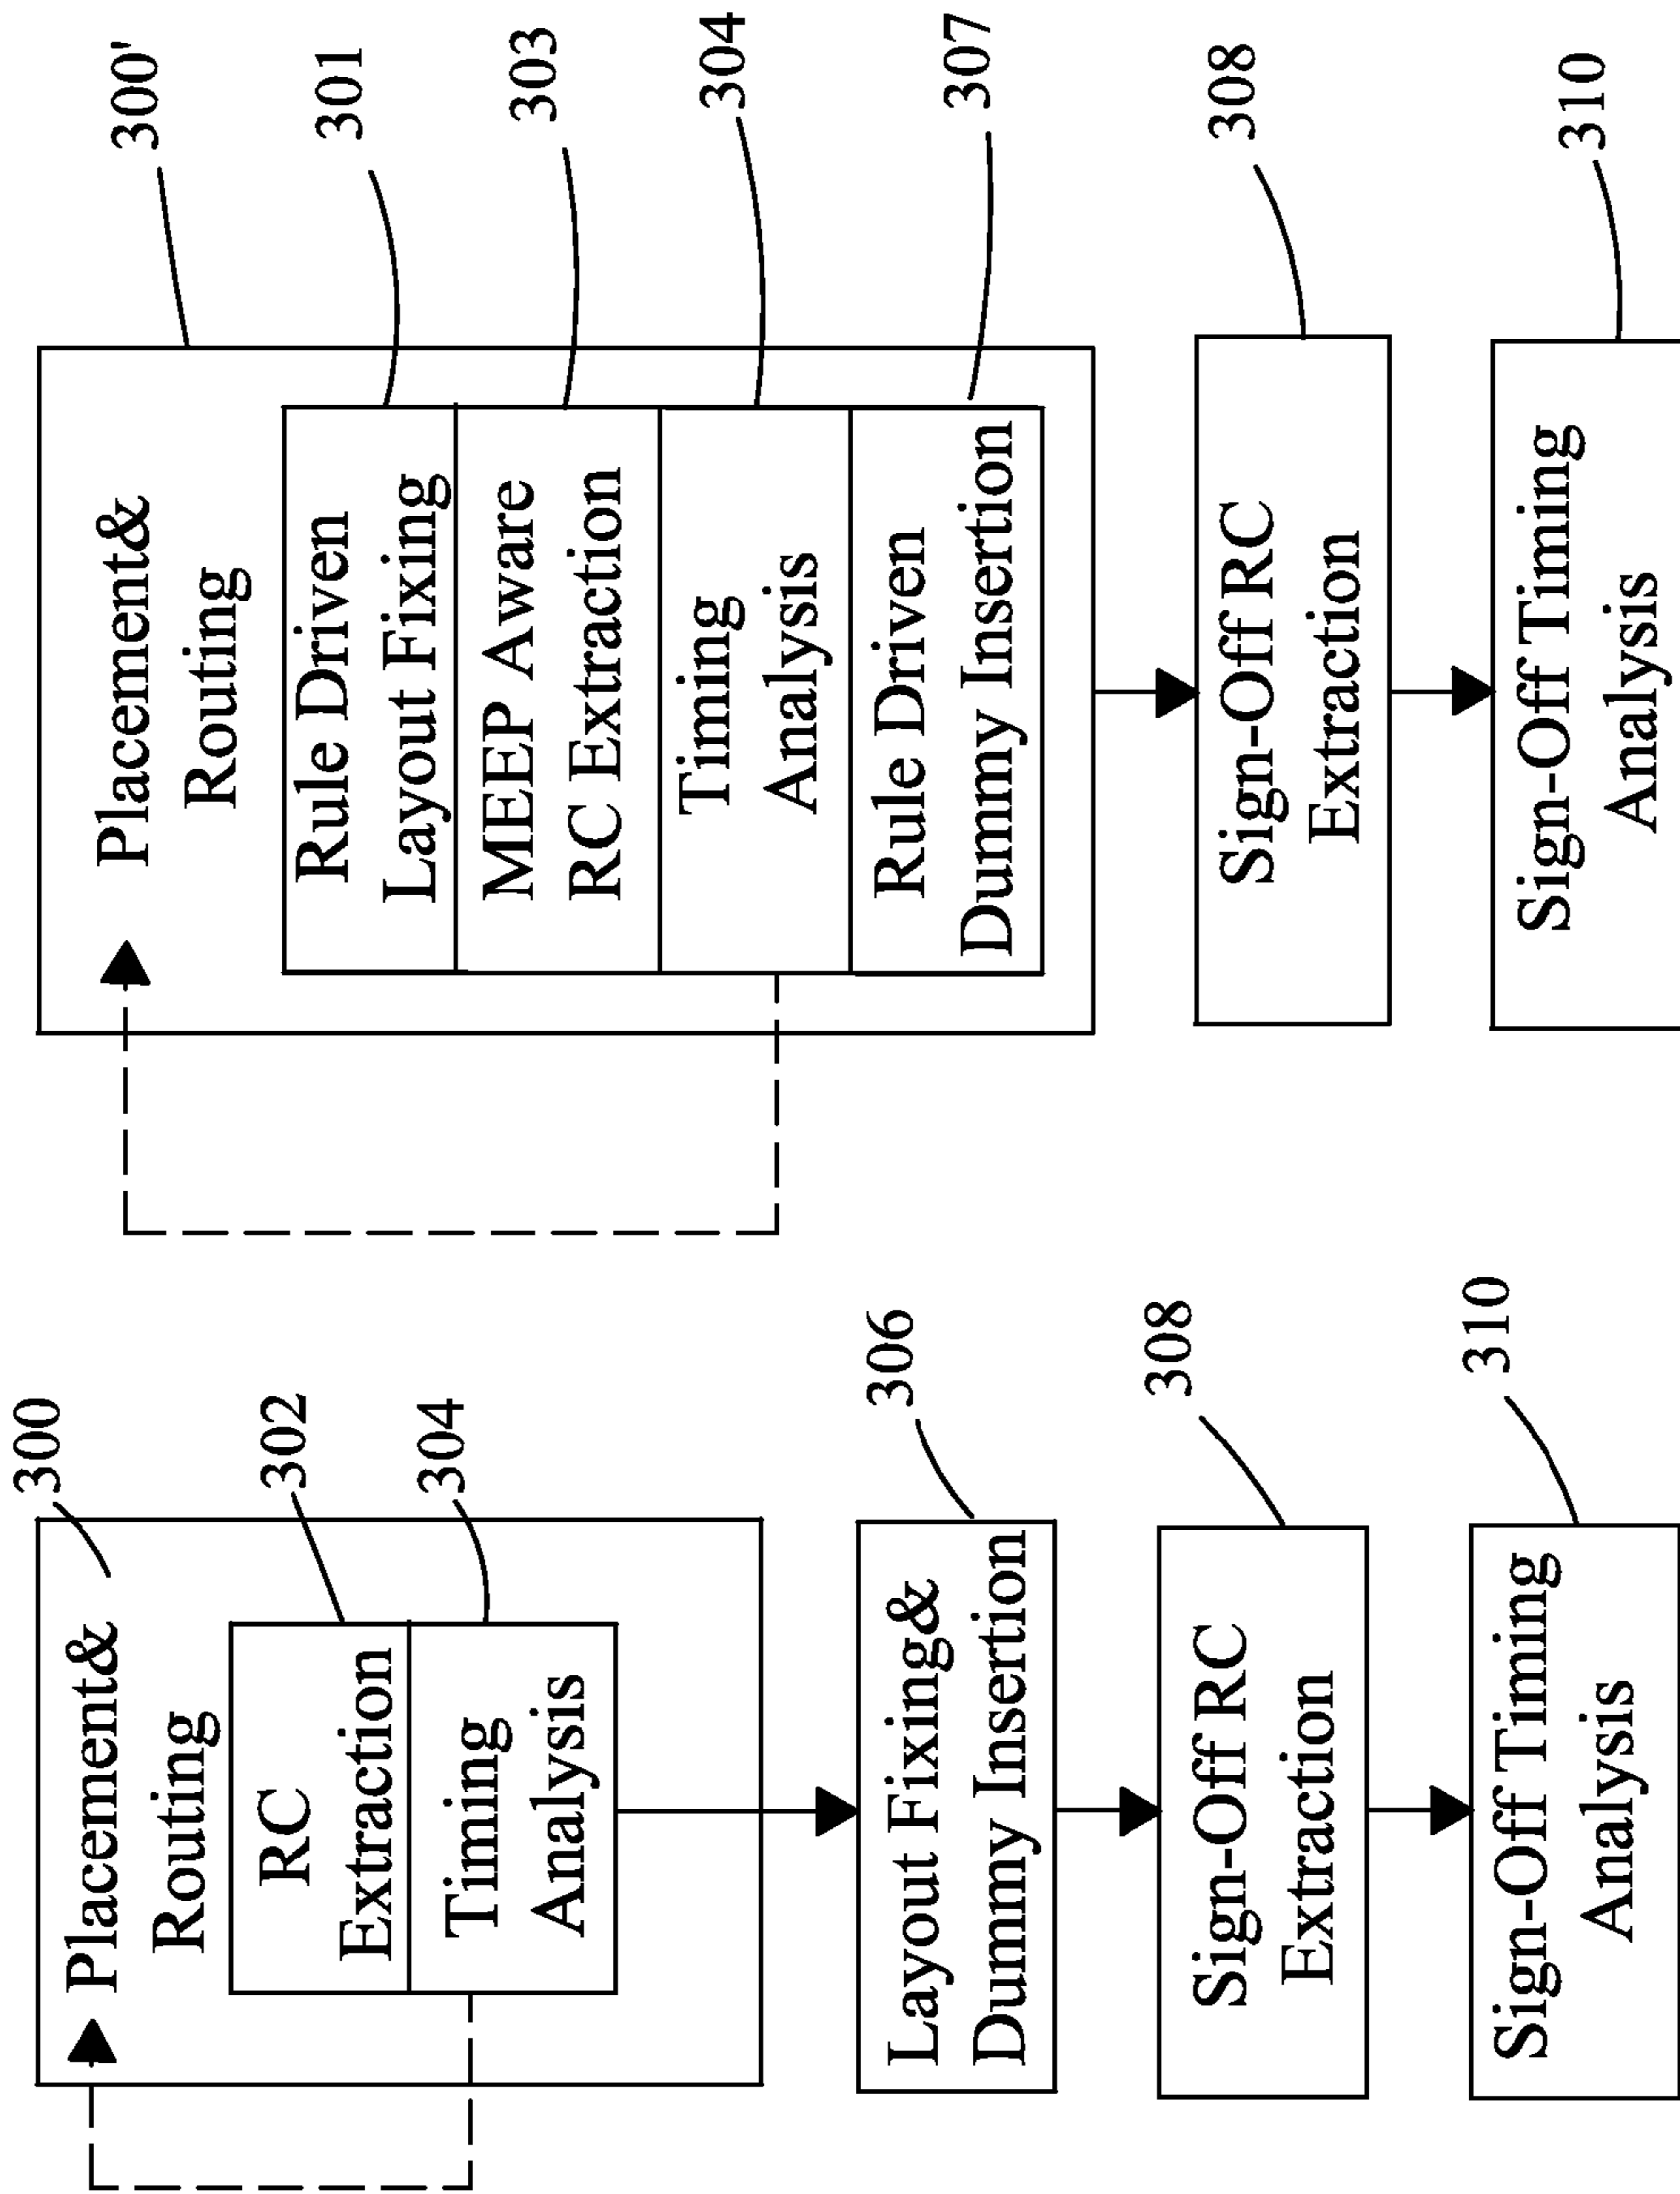 300
Placement&
Routing
302
RC
Extraction
304
Timing
Analysis
306
Layout Fixing&
Dummy Insertion
308
Sign-Off RC
Extraction
310
Sign-Off Timing
Analysis
300'
Placement&
Routing
301
Rule Driven
Layout Fixing
303
MEEP Aware
RC Extraction
304
Timing
Analysis
307
Rule Driven
Dummy Insertion
308
Sign-Off RC
Extraction
310
Sign-Off Timing
Analysis